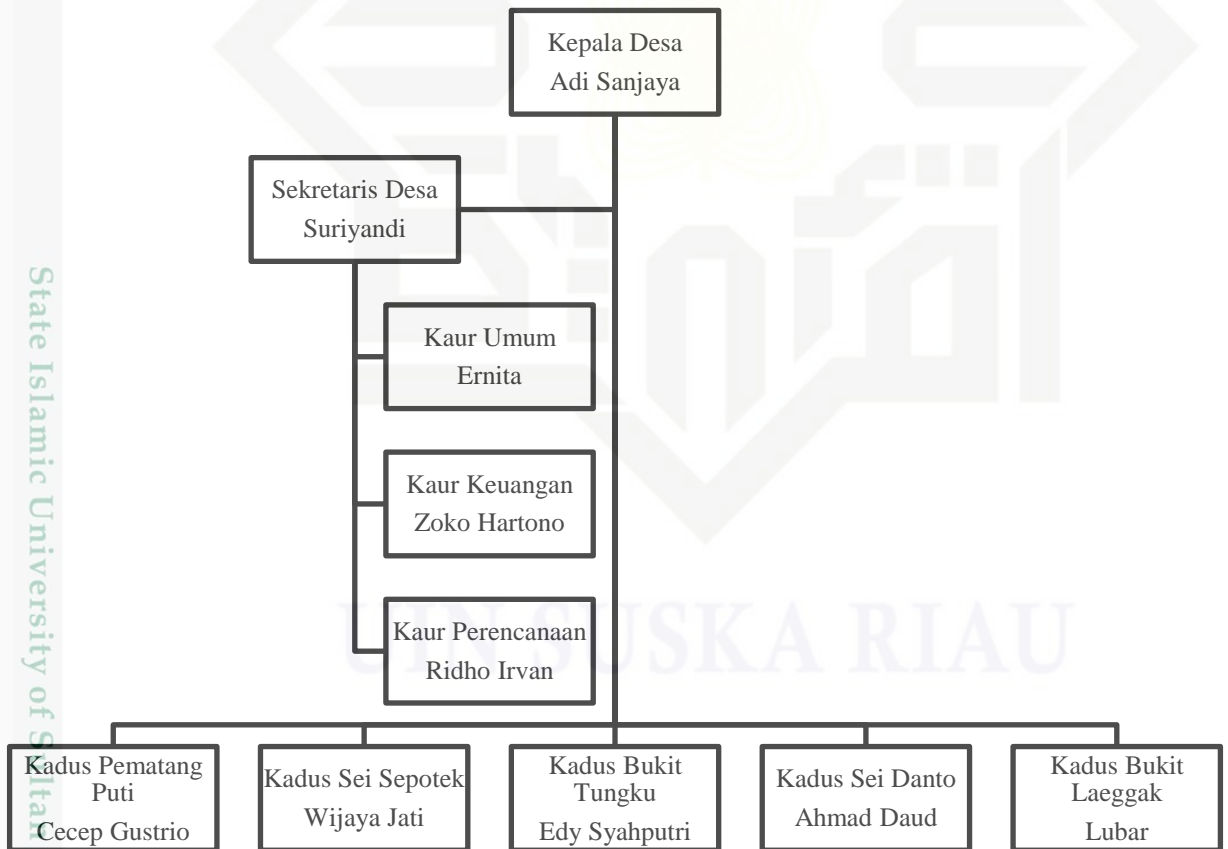 Kepala Desa
Adi Sanjaya
Sekretaris Desa
Suriyandi
Kaur Umum
Ernita
Kaur Keuangan
Zoko Hartono
Kaur Perencanaan
Ridho Irvan
Kadus Pematang
Puti
Cecep Gustrio
Kadus Sei Sepotek
Wijaya Jati
Kadus Bukit
Tungku
Edy Syahputri
Kadus Sei Danto
Ahmad Daud
Kadus Bukit
Laeggak
Lubar
State Islamic University of Sultan
UIN SUSKA RIAU